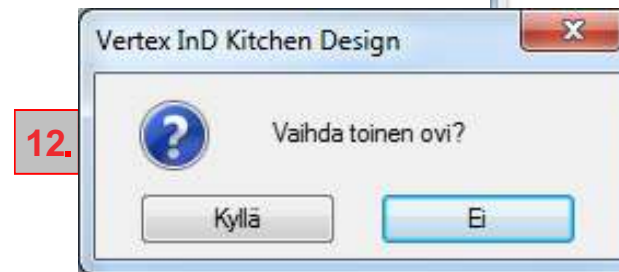 Vertex InD Kitchen Design
12.
Vaihda toinen ovi?
Kyllä
Ei